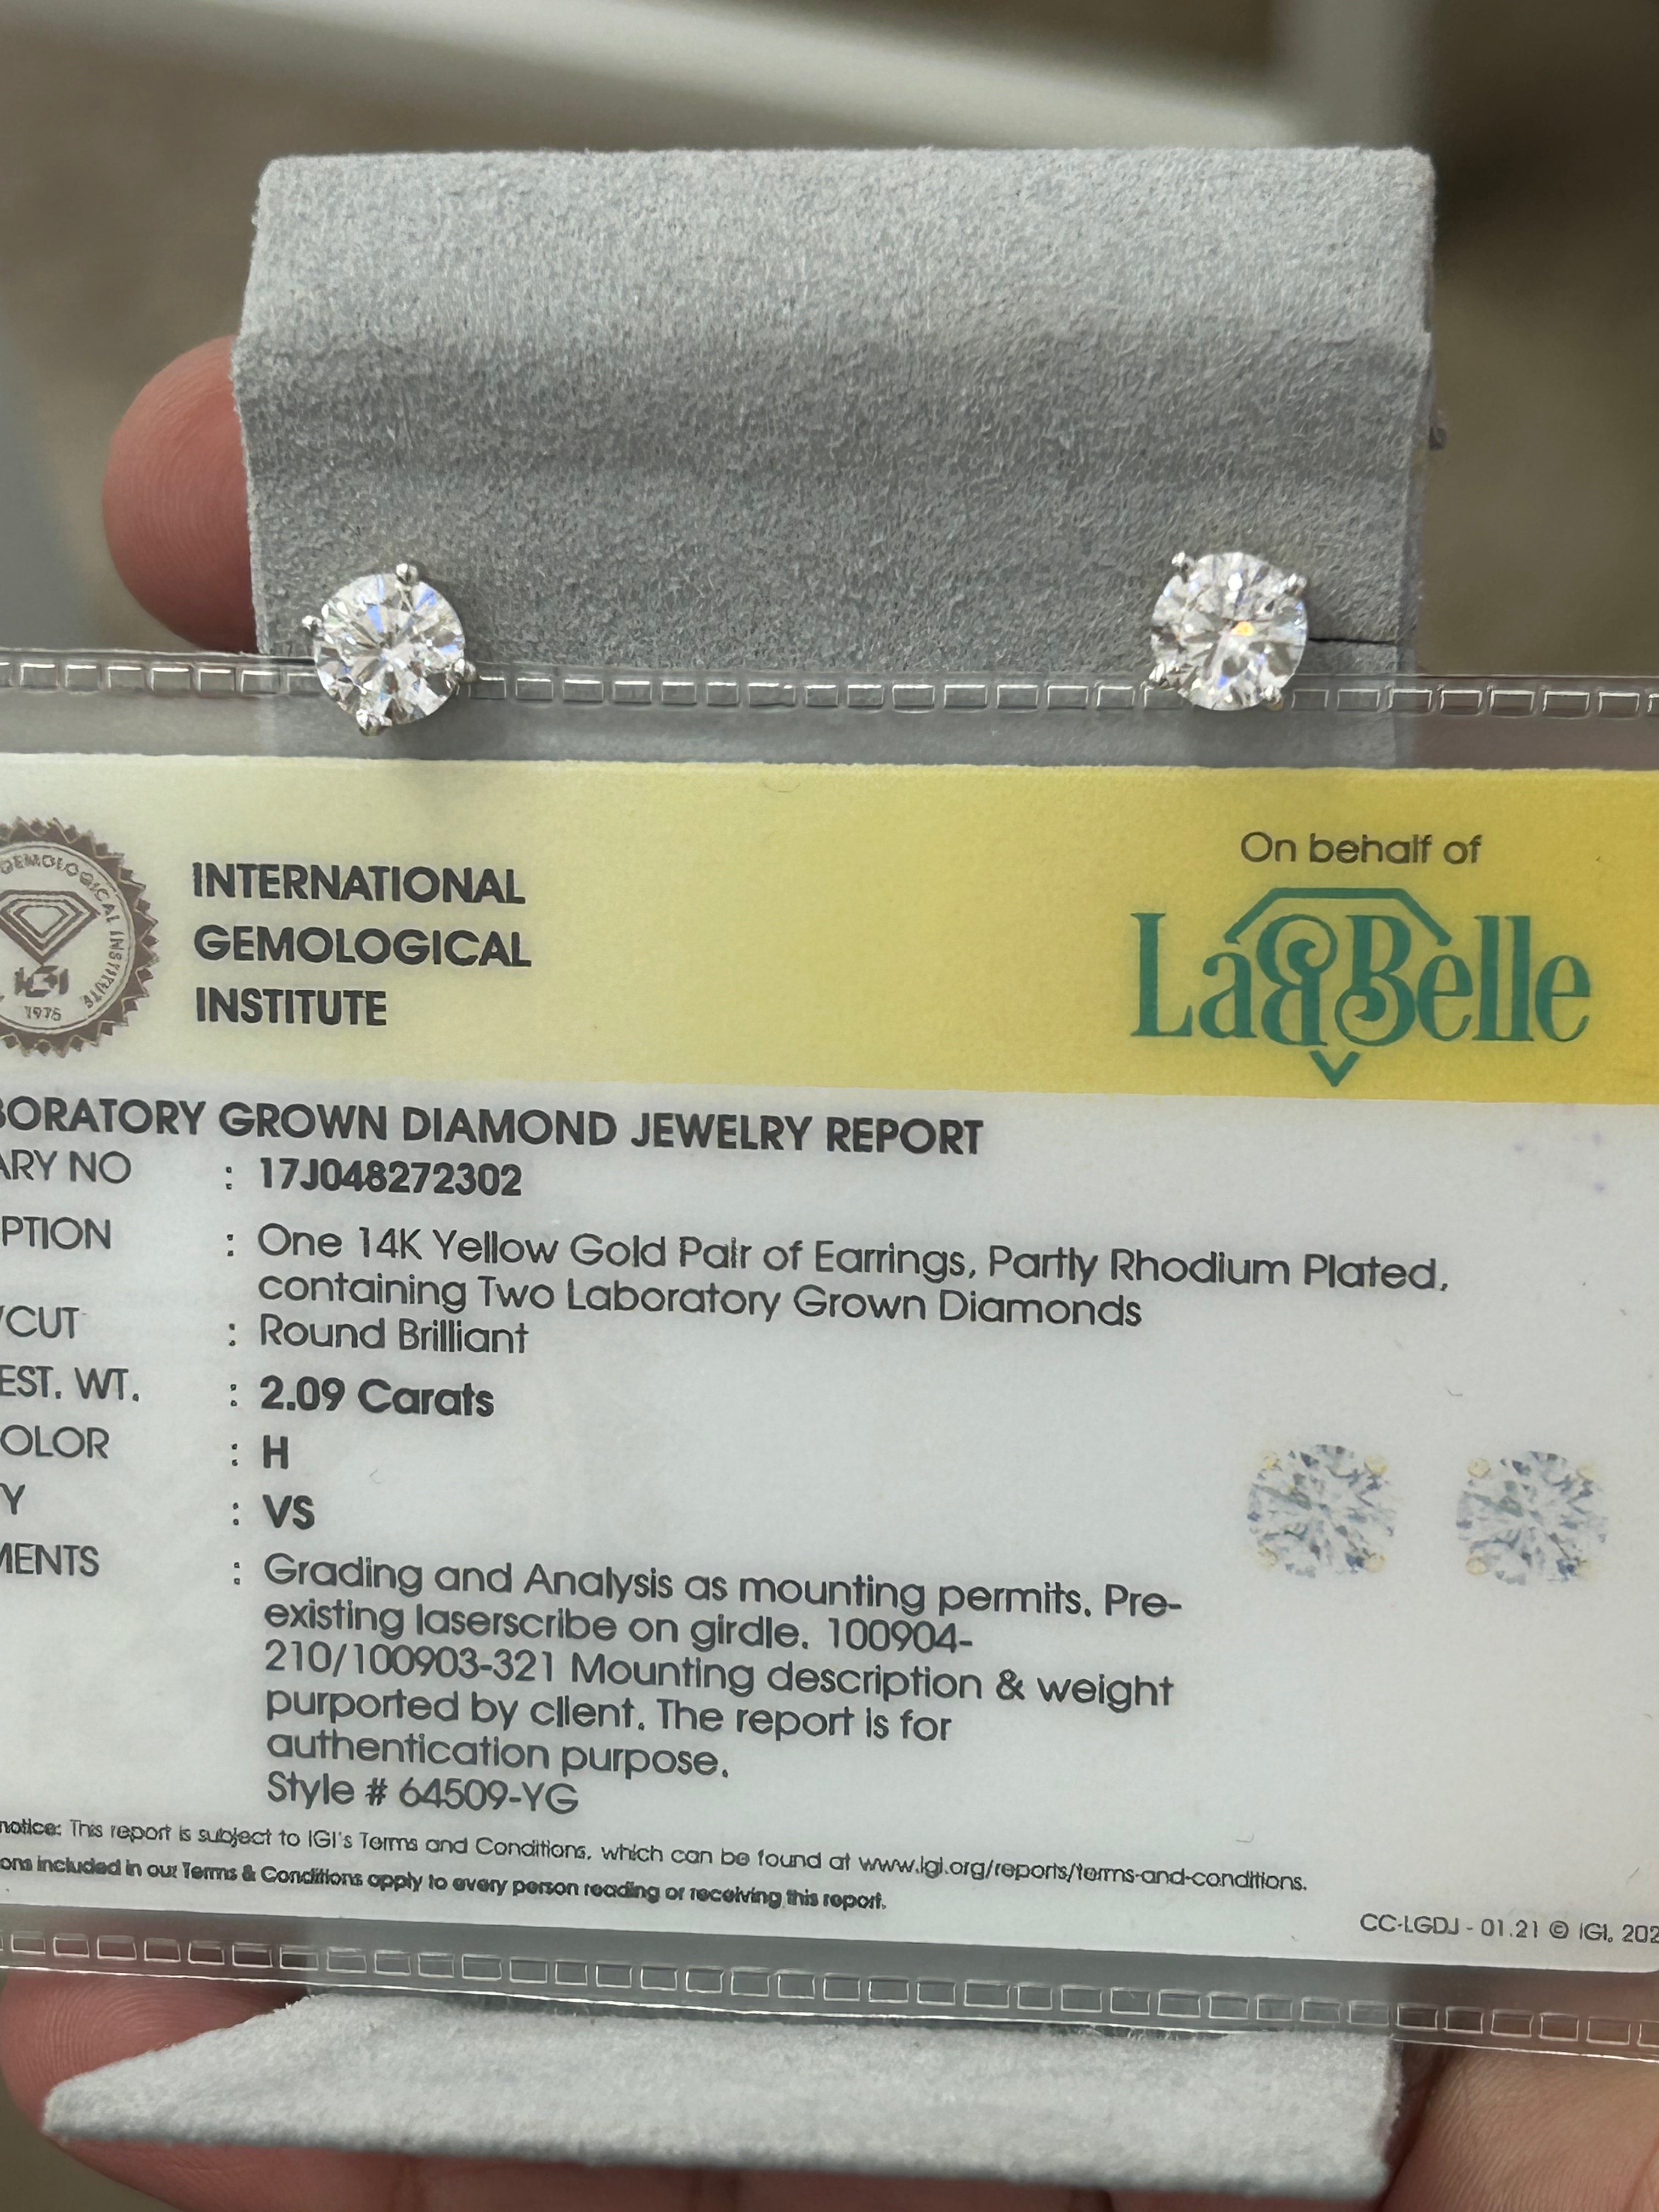 GEMOLOGICAL INSTITUTE
IGI
1975
INTERNATIONAL
GEMOLOGICAL
INSTITUTE
On behalf of
LabBelle
BORATORY GROWN DIAMOND JEWELRY REPORT
ARY NO : 17J048272302
PTION : One 14K Yellow Gold Pair of Earrings, Partly Rhodium Plated,
containing Two Laboratory Grown Diamonds
/CUT : Round Brilliant
EST. WT. : 2.09 Carats
OLOR : H
Y : VS
MENTS : Grading and Analysis as mounting permits. Pre-
existing laserscribe on girdle. 100904-
210/100903-321 Mounting description & weight
purported by client. The report is for
authentication purpose.
Style # 64509-YG
notice: This report is subject to IGI's Terms and Conditions, which can be found at www.igi.org/reports/terms-and-conditions.
ons included in our Terms & Conditions apply to every person reading or receiving this report.
CC-LGDJ - 01.21 © IGI, 202